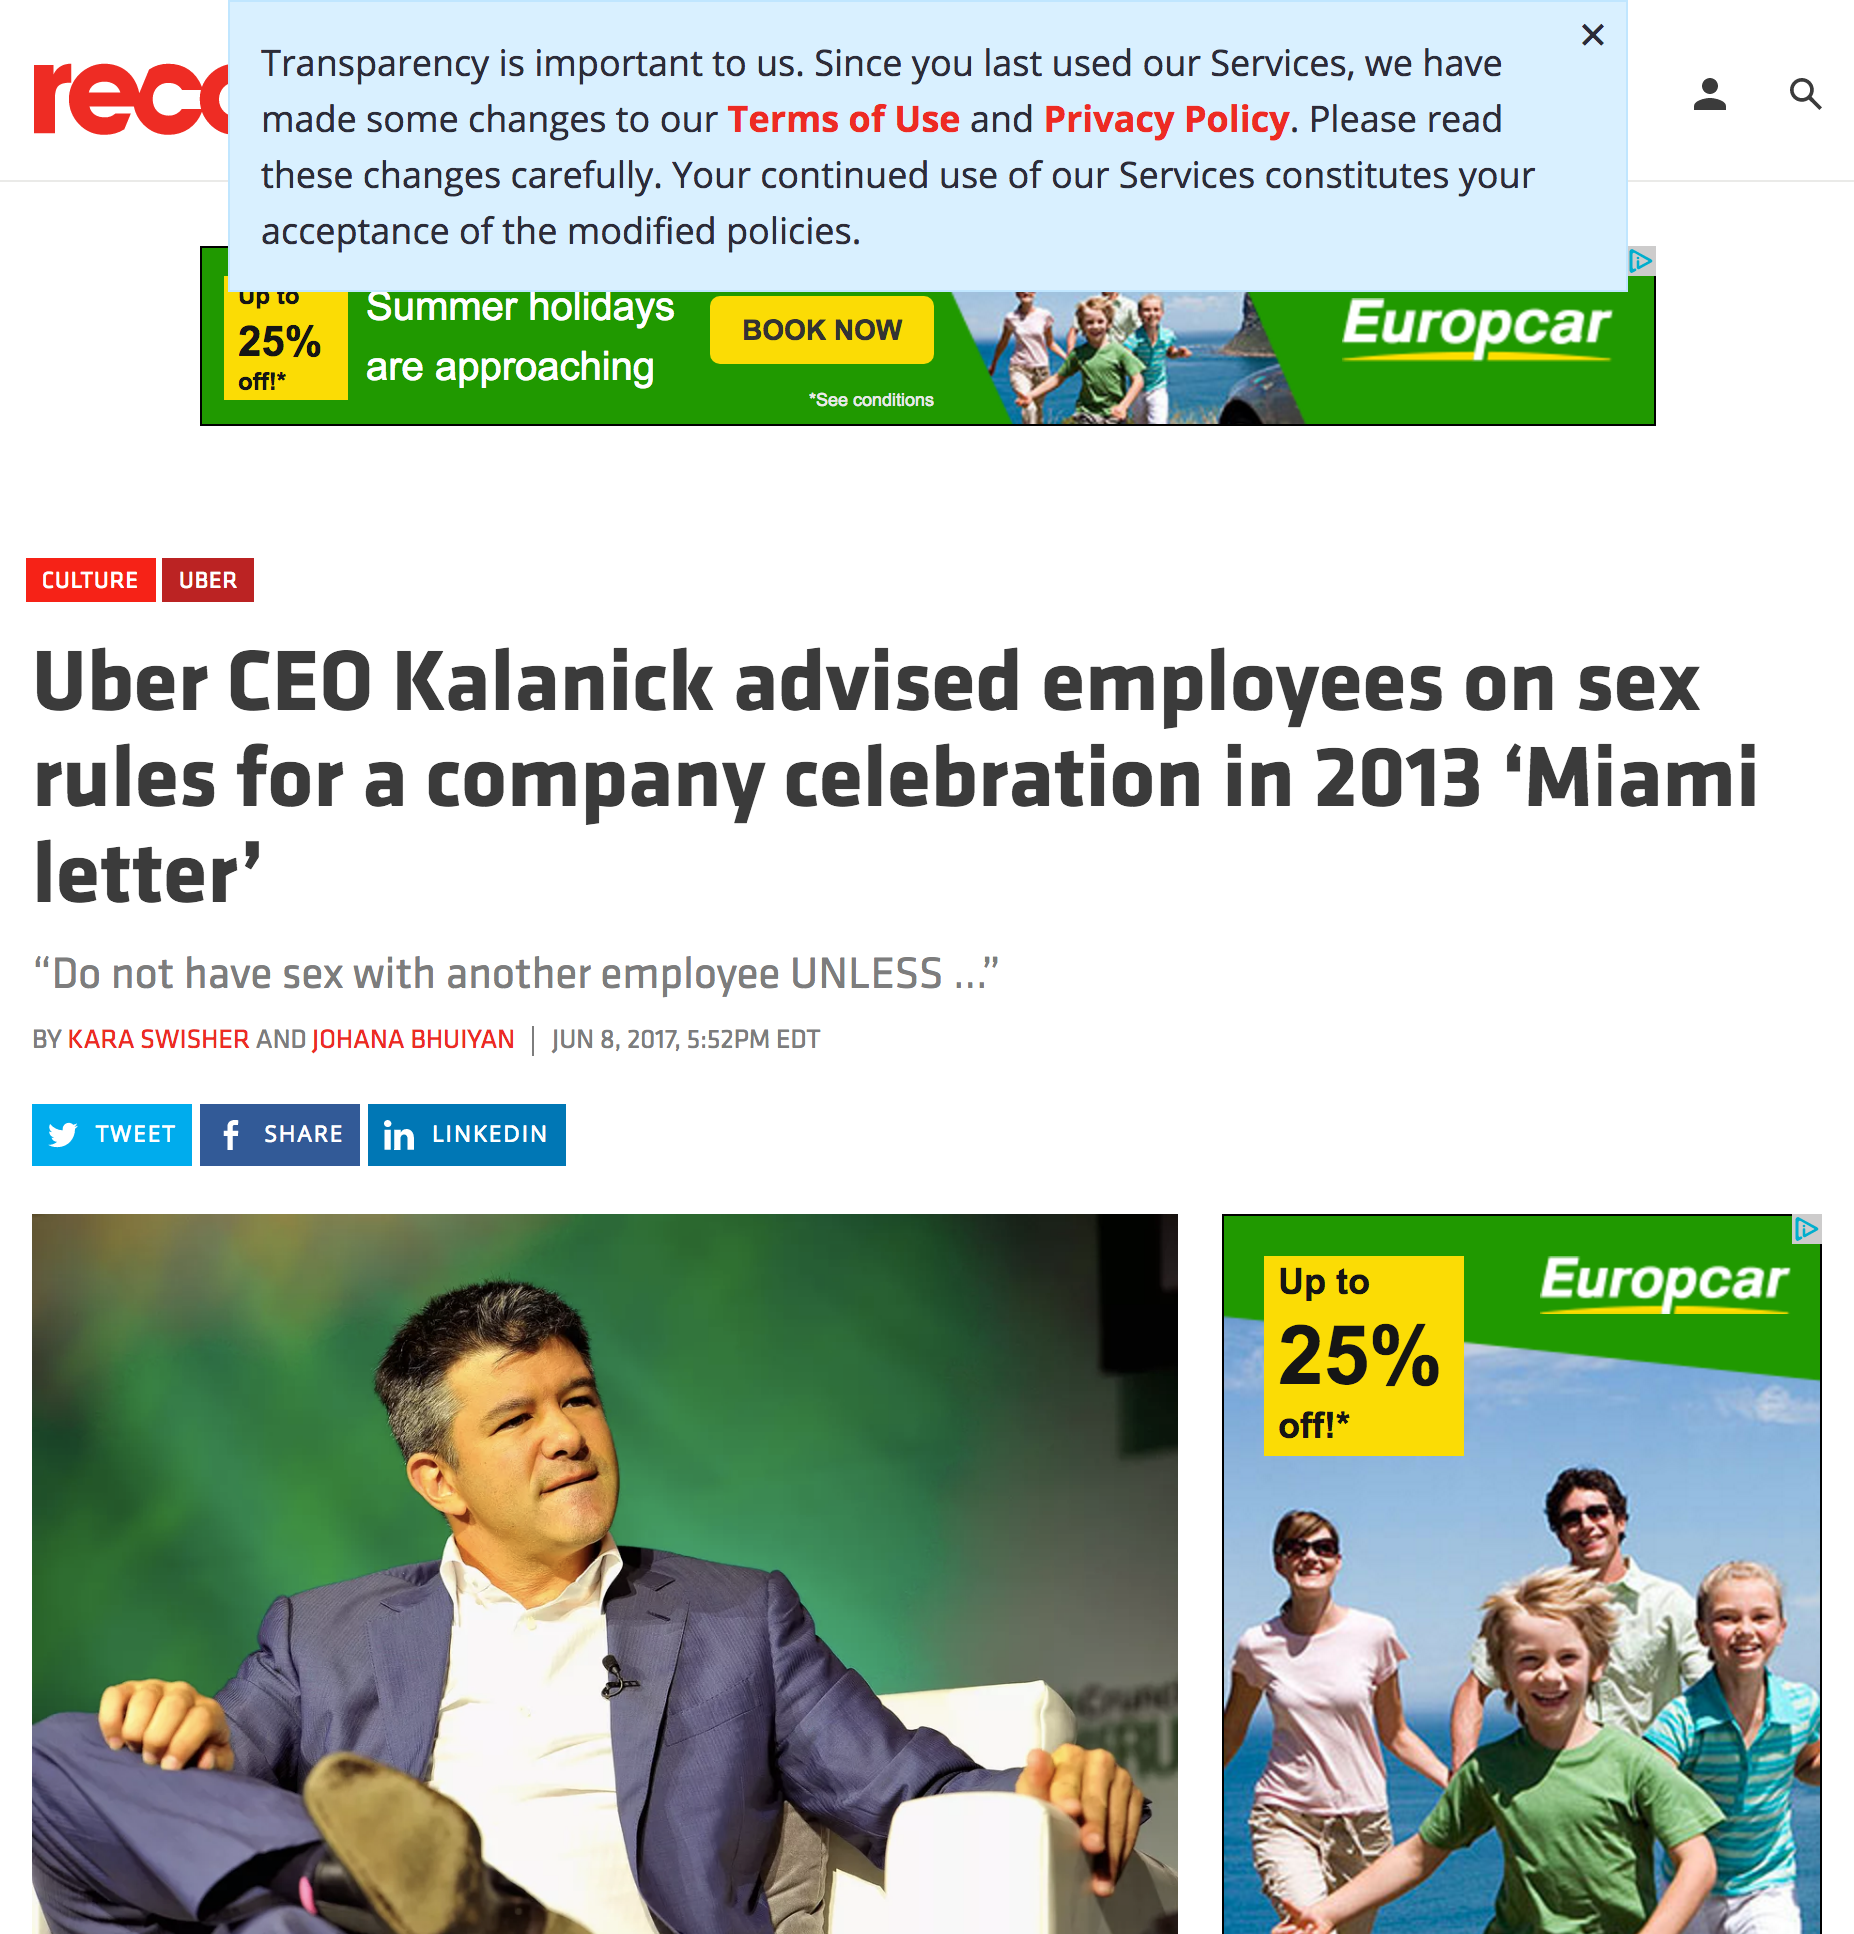 Transparency is important to us. Since you last used our Services, we have
made some changes to our Terms of Use and Privacy Policy. Please read
these changes carefully. Your continued use of our Services constitutes your
acceptance of the modified policies.
Up to
25%
off!*
Summer holidays
are approaching
BOOK NOW
*See conditions
Europcar
CULTURE UBER
Uber CEO Kalanick advised employees on sex
rules for a company celebration in 2013 ‘Miami
letter’
“Do not have sex with another employee UNLESS ...”
BY KARA SWISHER AND JOHANA BHUIYAN | JUN 8, 2017, 5:52PM EDT
TWEET SHARE in LINKEDIN
Up to
25%
off!*
Europcar